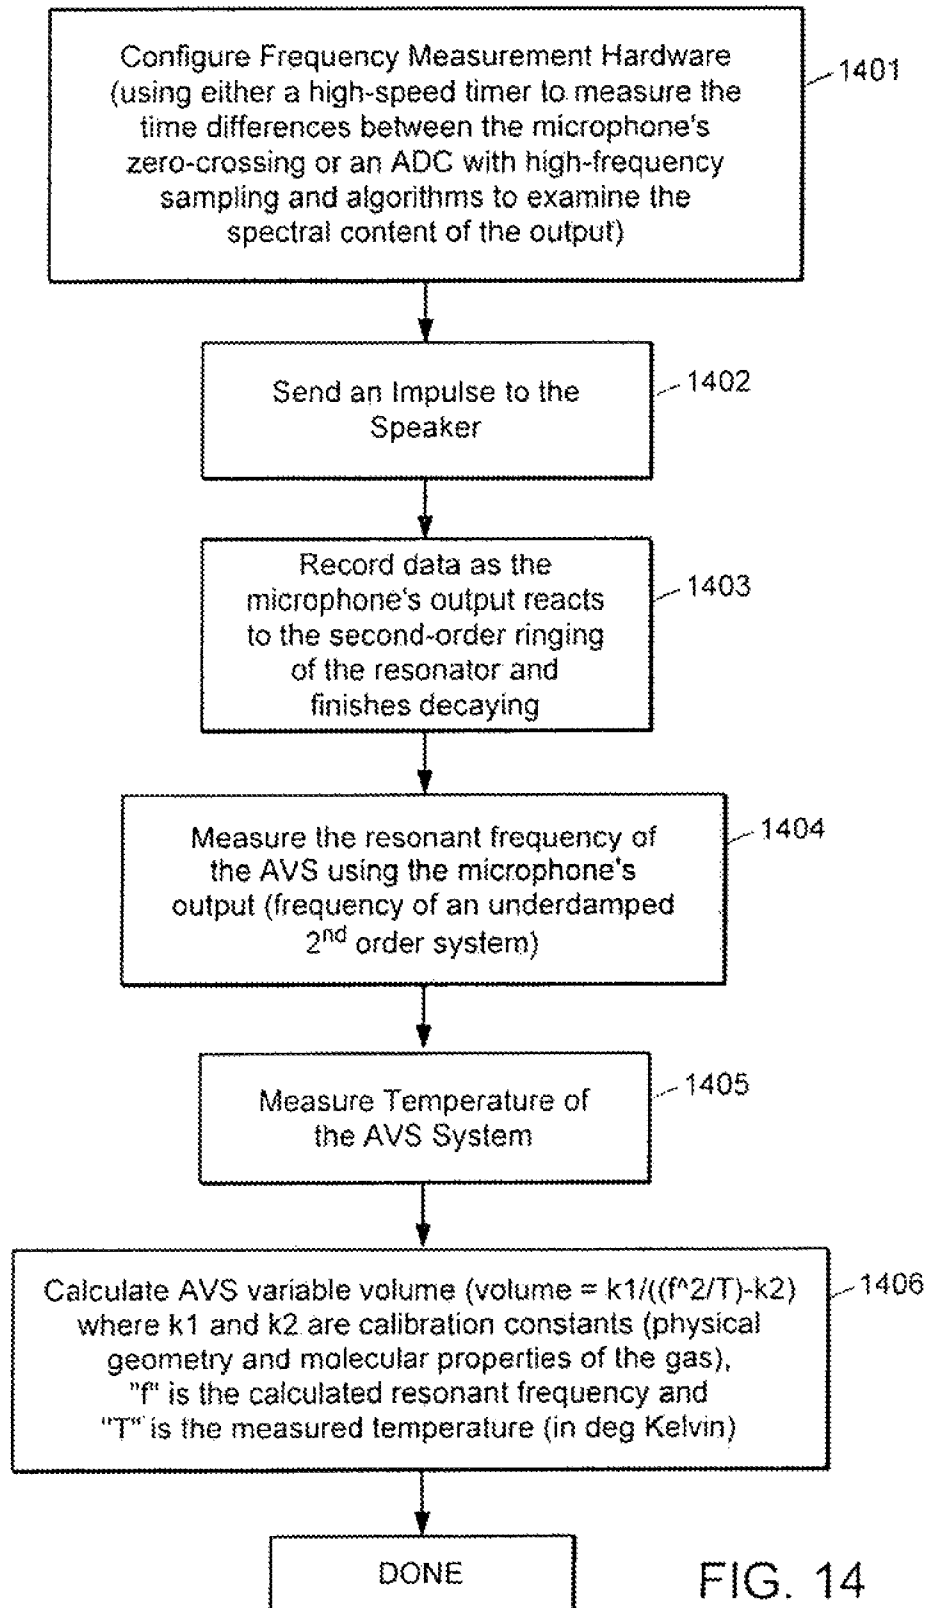 Configure Frequency Measurement Hardware
(using either a high-speed timer to measure the
time differences between the microphone's
zero-crossing or an ADC with high-frequency
sampling and algorithms to examine the
spectral content of the output)
1401
Send an Impulse to the
Speaker
1402
Record data as the
microphone's output reacts
to the second-order ringing
of the resonator and
finishes decaying
1403
Measure the resonant frequency of
the AVS using the microphone's
output (frequency of an underdamped
2nd order system)
1404
Measure Temperature of
the AVS System
1405
Calculate AVS variable volume (volume = k1/((f^2/T)-k2)
where k1 and k2 are calibration constants (physical
geometry and molecular properties of the gas),
"f" is the calculated resonant frequency and
"T" is the measured temperature (in deg Kelvin)
1406
DONE
FIG. 14